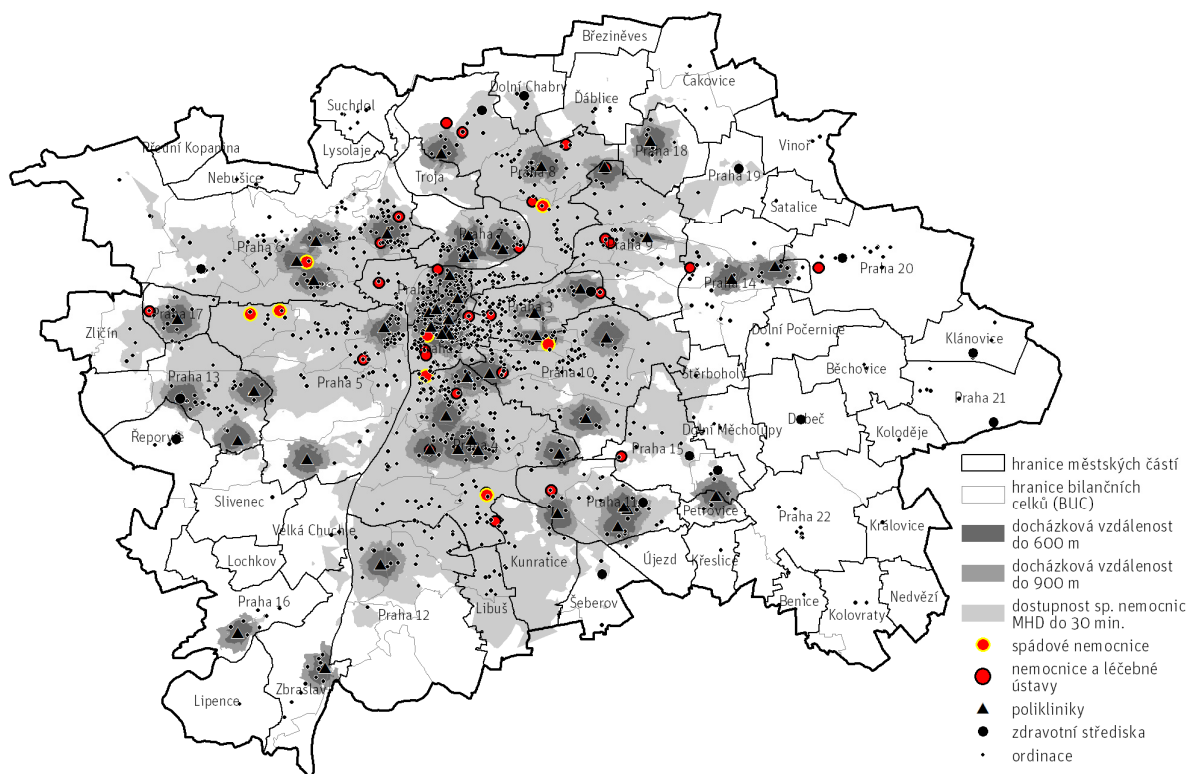 Březiněves
Čakovice
Dolní Chabry
Ďáblice
Suchdol
Přední Kopanina
Lysolaje
Praha 18
Vinoř
Nebušice
Troja
Praha 8
Praha 19
Satalice
Praha 6
Praha 7
Praha 9
Praha 20
Praha
Praha 14
Praha 17
Praha 3
Zličín
Dolní Počernice
Klánovice
Praha
Praha 13
Praha 5
Praha 10
Štěrboholy
Běchovice
Praha 21
Řeporyje
Dolní Měcholupy
Dubeč
Koloděje
Praha 15
Slivenec
Praha 11
Petrovice
Praha 22
Královice
Velká Chuchle
Lochkov
Kunratice
Újezd
Křeslice
Praha 16
Praha 12
Libuš
Šeberov
Benice
Kolovraty
Nedvězí
Lipence
Zbraslav
hranice městských částí
hranice bilančních
celků (BUC)
docházková vzdálenost
do 600 m
docházková vzdálenost
do 900 m
dostupnost sp. nemocnic
MHD do 30 min.
spádové nemocnice
nemocnice a léčebné
ústavy
polikliniky
zdravotní střediska
ordinace